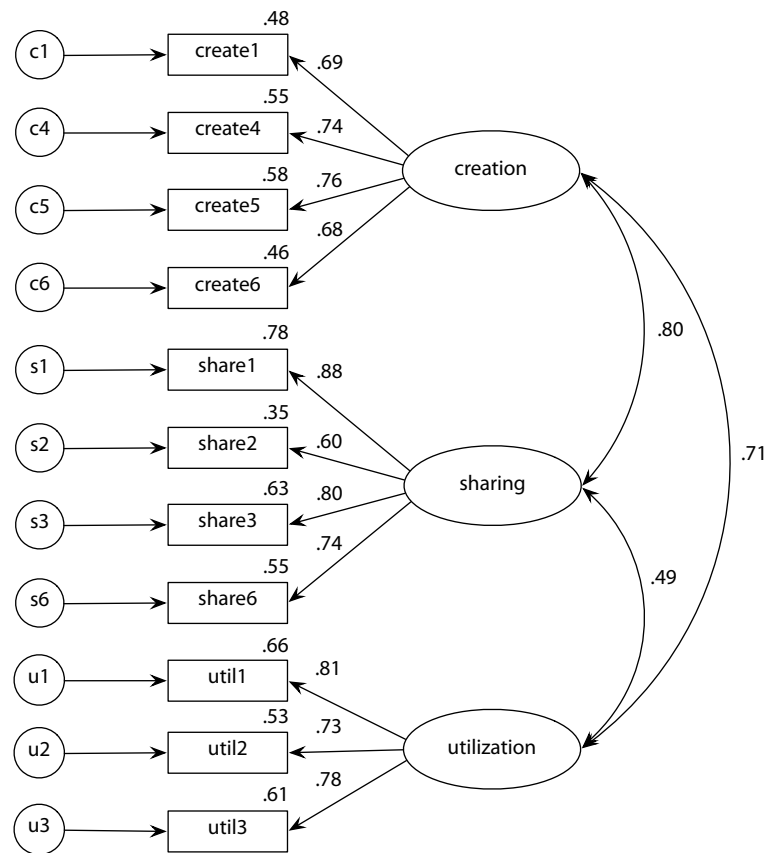 .48
c1
create1
.69
.55
c4
create4
.74
creation
.58
c5
create5
.76
.68
.46
c6
create6
.80
.78
s1
share1
.88
.35
s2
share2
.60
.71
sharing
.63
s3
share3
.80
.74
.55
s6
share6
.49
.66
u1
util1
.81
.53
u2
util2
.73
utilization
.78
.61
u3
util3